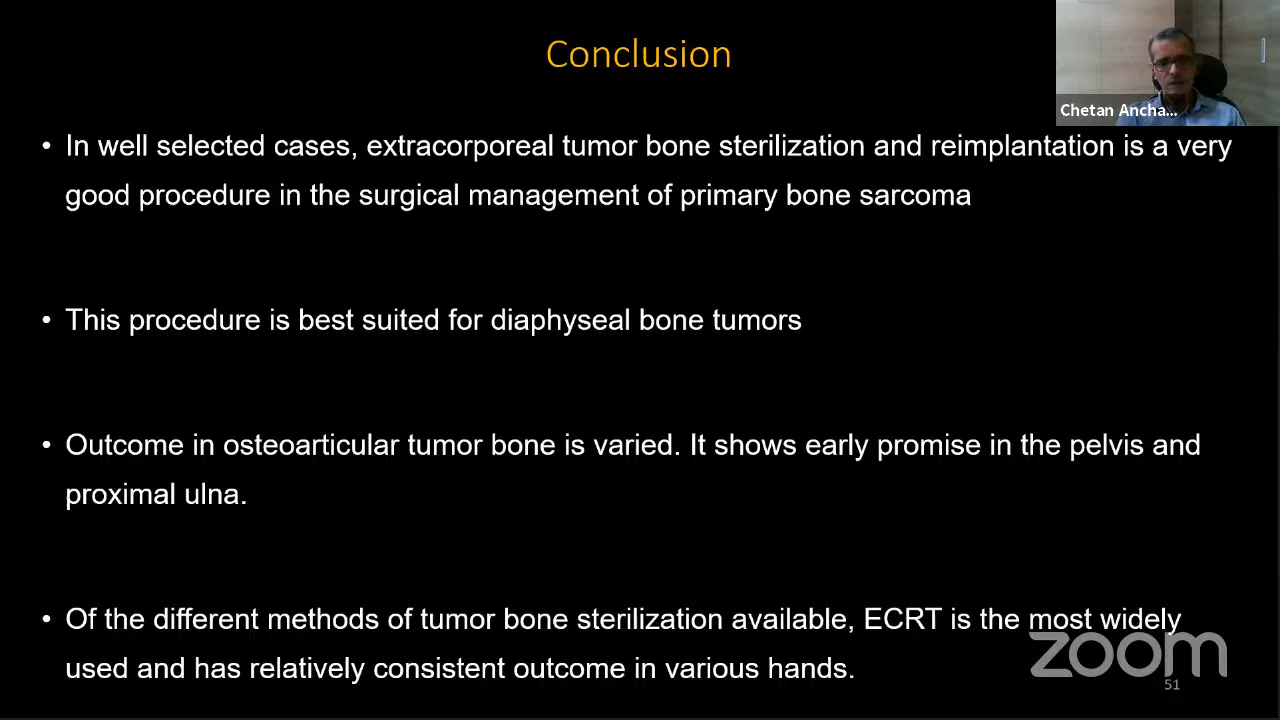 Conclusion
Chetan Ancha...
• In well selected cases, extracorporeal tumor bone sterilization and reimplantation is a very
good procedure in the surgical management of primary bone sarcoma
• This procedure is best suited for diaphyseal bone tumors
• Outcome in osteoarticular tumor bone is varied. It shows early promise in the pelvis and
proximal ulna.
• Of the different methods of tumor bone sterilization available, ECRT is the most widely
used and has relatively consistent outcome in various hands.
zoom
51